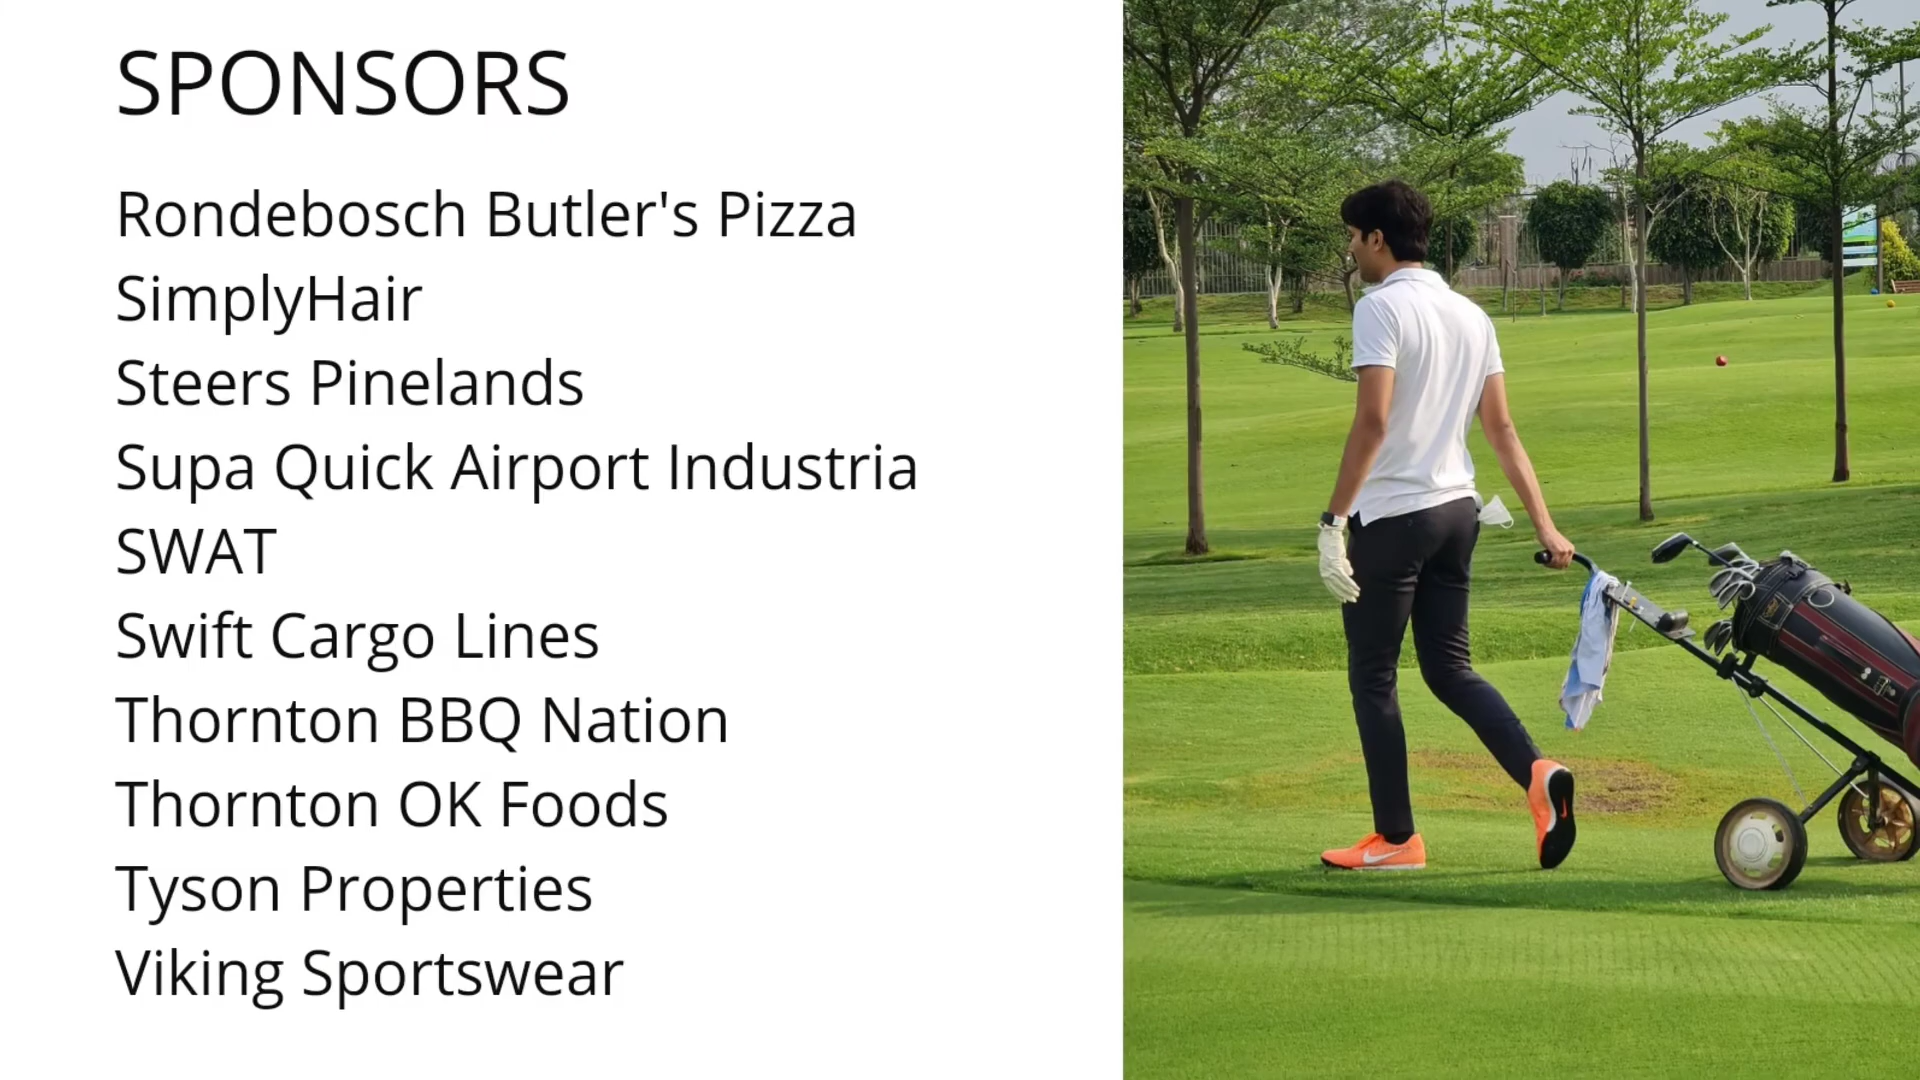 SPONSORS
Rondebosch Butler's Pizza
SimplyHair
Steers Pinelands
Supa Quick Airport Industria
SWAT
Swift Cargo Lines
Thornton BBQ Nation
Thornton OK Foods
Tyson Properties
Viking Sportswear